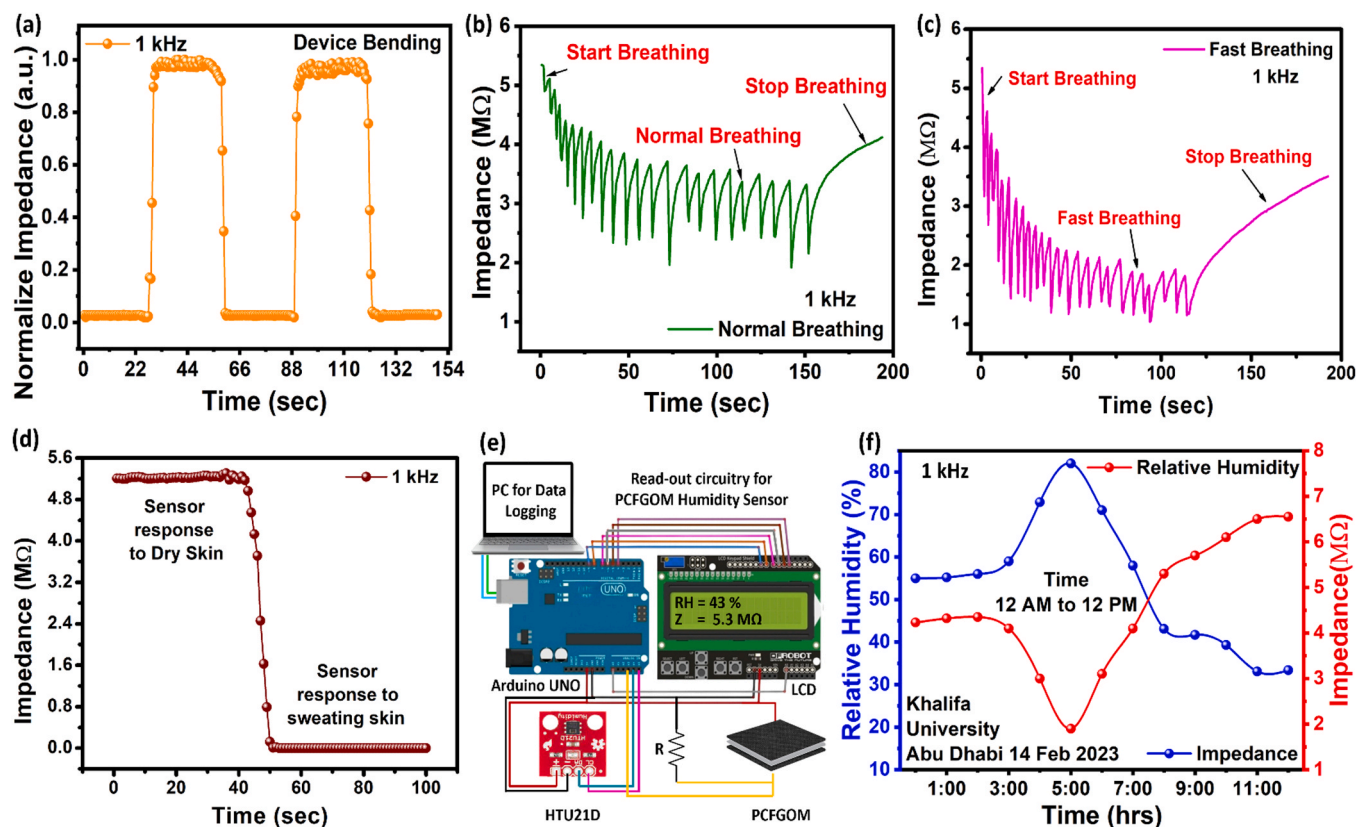 (a)
1 kHz
Device Bending
Normalize Impedance (a.u.)
1.0
0.8
0.6
0.4
0.2
0.0
0 22 44 66 88 110 132 154
Time (sec)
(b)
Start Breathing
Stop Breathing
Normal Breathing
1 kHz
Normal Breathing
Impedance (MΩ)
6
5
4
3
2
1
0 50 100 150 200
Time (sec)
(c)
Fast Breathing
1 kHz
Start Breathing
Stop Breathing
Fast Breathing
Impedance (MΩ)
6
5
4
3
2
1
0 50 100 150 200
Time (sec)
(d)
1 kHz
Sensor
response
to Dry Skin
Sensor
response to
sweating skin
Impedance (MΩ)
5.6
4.8
4.0
3.2
2.4
1.6
0.8
0.0
0 20 40 60 80 100
Time (sec)
(e)
PC for Data
Logging
Read-out circuitry for
PCFGOM Humidity Sensor
UNO
RH = 43 %
Z = 5.3 MΩ
Arduino UNO
LCD
Humidity
HTU21D
R
HTU21D
PCFGOM
(f)
1 kHz
Relative Humidity
Time
12 AM to 12 PM
Khalifa
University
Abu Dhabi 14 Feb 2023
Impedance
Relative Humidity (%)
80
70
60
50
40
30
20
10
Impedance(MΩ)
8
7
6
5
4
3
2
1
1:00 3:00 5:00 7:00 9:00 11:00
Time (hrs)